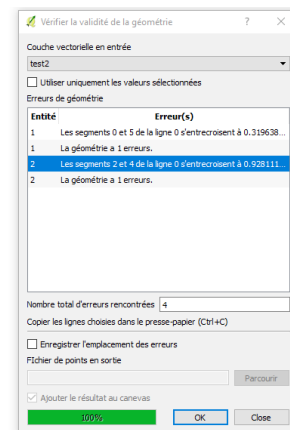 Vérifier la validité de la géométrie ? ×
Couche vectorielle en entrée
test2
Utiliser uniquement les valeurs sélectionnées
Erreurs de géométrie
Entité Erreur(s)
1 Les segments 0 et 5 de la ligne 0 s'entrecroisent à 0.319638...
1 La géométrie a 1 erreurs.
2 Les segments 2 et 4 de la ligne 0 s'entrecroisent à 0.928111...
2 La géométrie a 1 erreurs.
Nombre total d'erreurs rencontrées 4
Copier les lignes choisies dans le presse-papier (Ctrl+C)
Enregistrer l'emplacement des erreurs
FIchier de points en sortie
Parcourir
Ajouter le résultat au canevas
100% OK Close